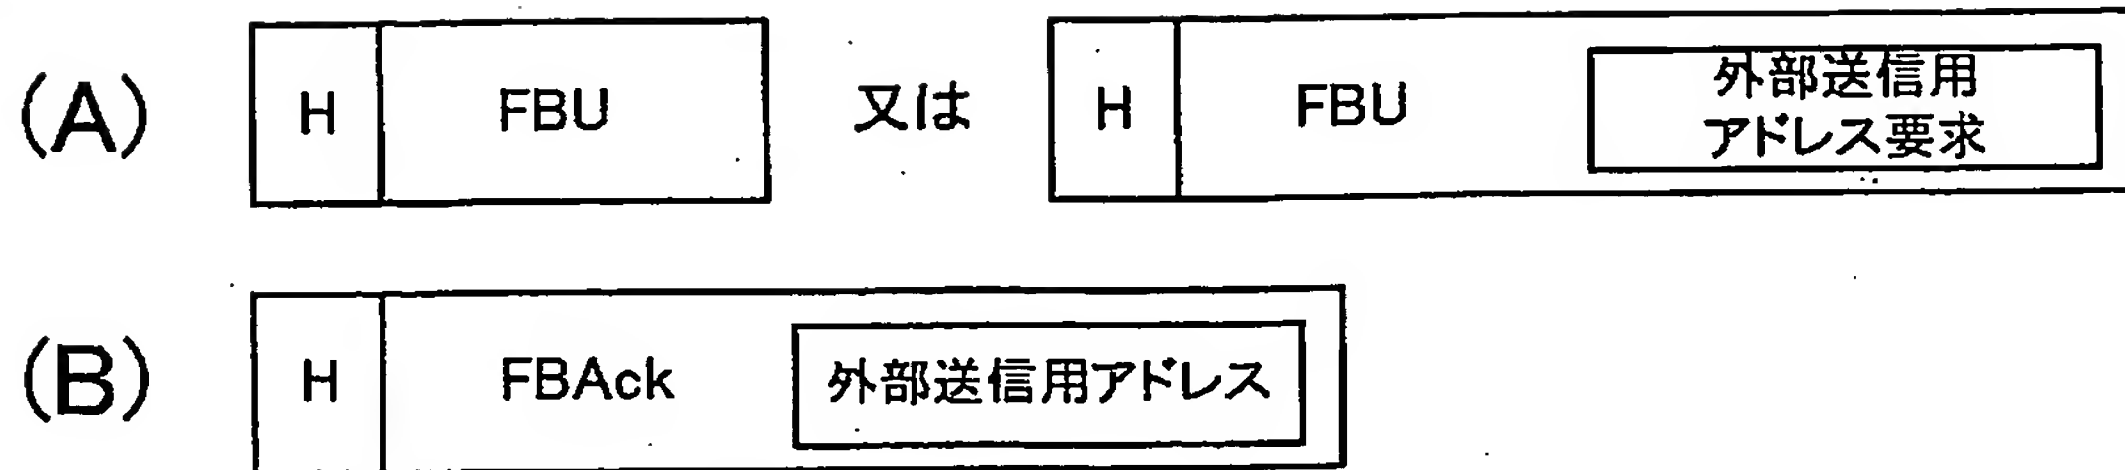 (A) H FBU 又は H FBU 外部送信用
アドレス要求
(B) H FBAck 外部送信用アドレス